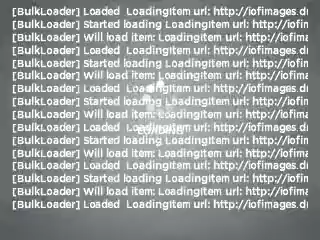 [BulkLoader] Loaded LoadingItem url: http://iofimages.d
[BulkLoader] Started loading LoadingItem url: http://iofi
[BulkLoader] Will load item: LoadingItem url: http://iofima
[BulkLoader] Loaded LoadingItem url: http://iofimages.d
[BulkLoader] Started loading LoadingItem url: http://iofi
[BulkLoader] Will load item: LoadingItem url: http://iofima
[BulkLoader] Loaded LoadingItem url: http://iofimages.d
[BulkLoader] Started loading LoadingItem url: http://iofi
[BulkLoader] Will load item: LoadingItem url: http://iofima
[BulkLoader] Loaded LoadingItem url: http://iofimages.d
[BulkLoader] Started loading LoadingItem url: http://iofi
[BulkLoader] Will load item: LoadingItem url: http://iofima
[BulkLoader] Loaded LoadingItem url: http://iofimages.d
[BulkLoader] Started loading LoadingItem url: http://iofi
[BulkLoader] Will load item: LoadingItem url: http://iofima
[BulkLoader] Loaded LoadingItem url: http://iofimages.d